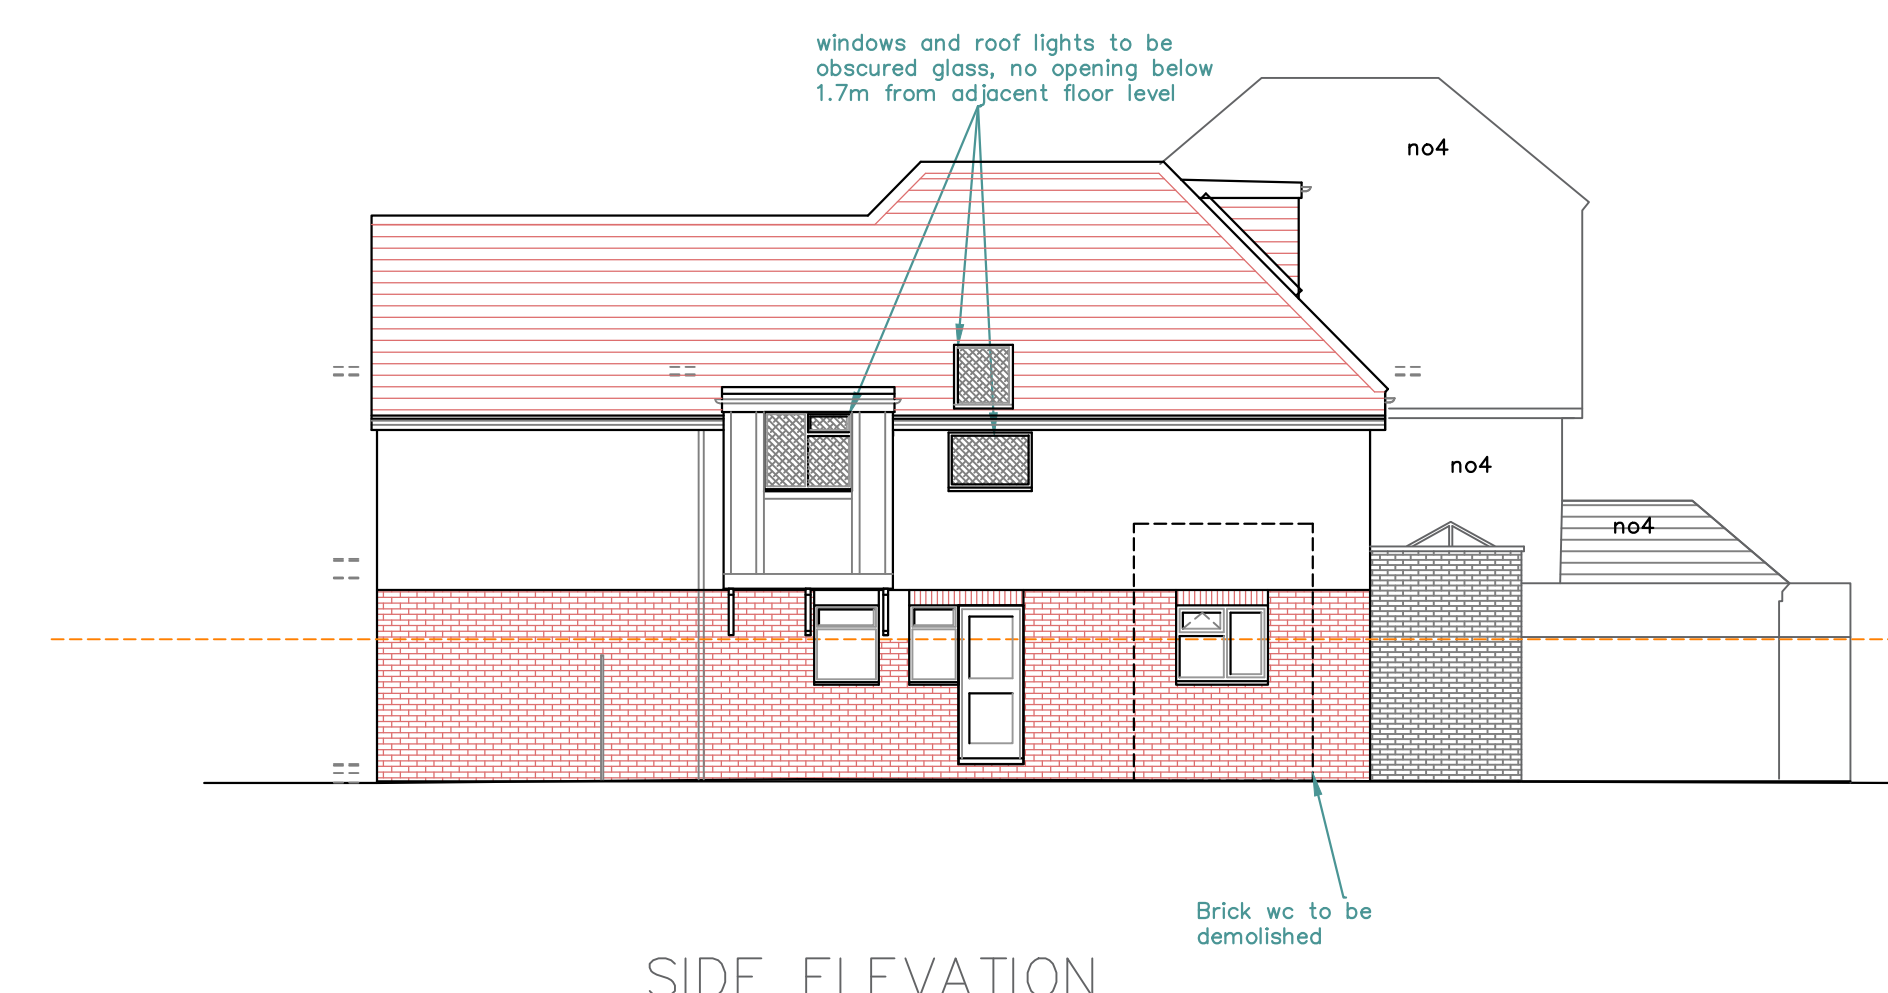 windows and roof lights to be
obscured glass, no opening below
1.7m from adjacent floor level
no4
no4
no4
Brick wc to be
demolished
SIDE ELEVATION